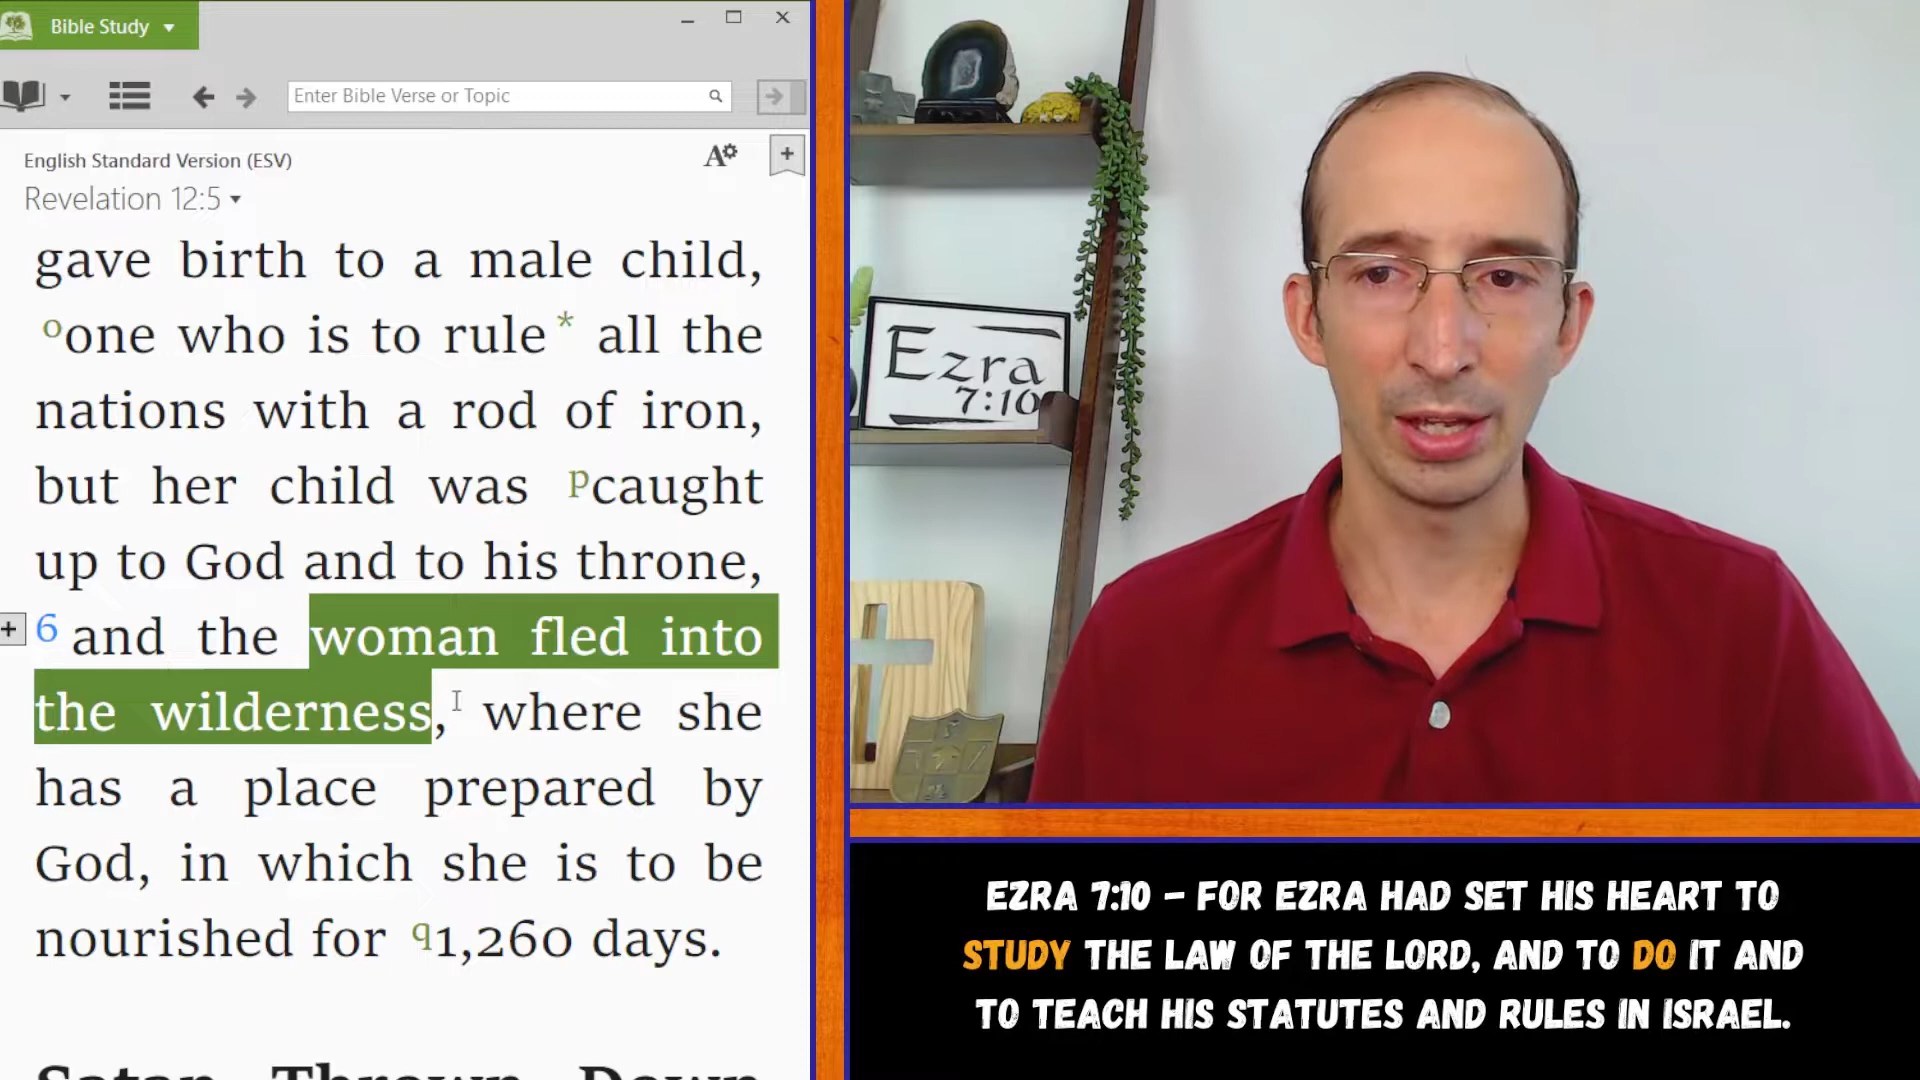 Bible Study
Enter Bible Verse or Topic
English Standard Version (ESV)
Revelation 12:5
gave birth to a male child,
o one who is to rule * all the
nations with a rod of iron,
but her child was p caught
up to God and to his throne,
6 and the woman fled into
the wilderness, where she
has a place prepared by
God, in which she is to be
nourished for q 1,260 days.
Satan Thrown Down
Ezra
7:10
EZRA 7:10 – FOR EZRA HAD SET HIS HEART TO
STUDY THE LAW OF THE LORD, AND TO DO IT AND
TO TEACH HIS STATUTES AND RULES IN ISRAEL.